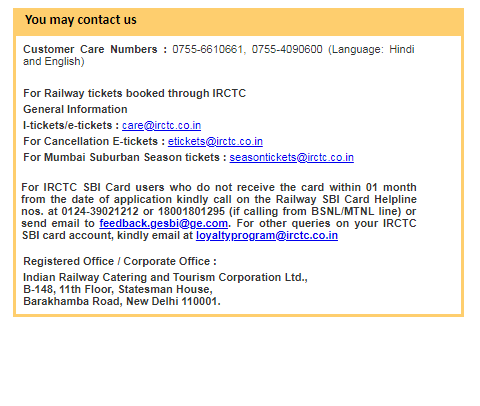 You may contact us
Customer Care Numbers : 0755-6610661, 0755-4090600 (Language: Hindi
and English)
For Railway tickets booked through IRCTC
General Information
I-tickets/e-tickets : care@irctc.co.in
For Cancellation E-tickets : etickets@irctc.co.in
For Mumbai Suburban Season tickets : seasontickets@irctc.co.in
For IRCTC SBI Card users who do not receive the card within 01 month
from the date of application kindly call on the Railway SBI Card Helpline
nos. at 0124-39021212 or 18001801295 (if calling from BSNL/MTNL line) or
send email to feedback.gesbi@ge.com. For other queries on your IRCTC
SBI card account, kindly email at loyaltyprogram@irctc.co.in
Registered Office / Corporate Office :
Indian Railway Catering and Tourism Corporation Ltd.,
B-148, 11th Floor, Statesman House,
Barakhamba Road, New Delhi 110001.